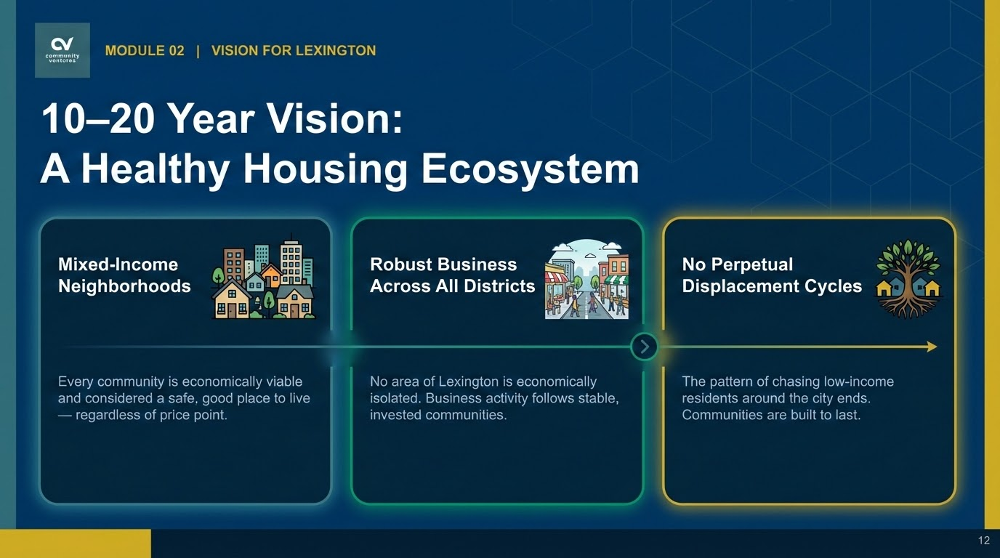 community
ventures
MODULE 02 | VISION FOR LEXINGTON
10–20 Year Vision:
A Healthy Housing Ecosystem
Mixed-Income
Neighborhoods
Every community is economically viable
and considered a safe, good place to live
— regardless of price point.
Robust Business
Across All Districts
No area of Lexington is economically
isolated. Business activity follows stable,
invested communities.
No Perpetual
Displacement Cycles
The pattern of chasing low-income
residents around the city ends.
Communities are built to last.
12